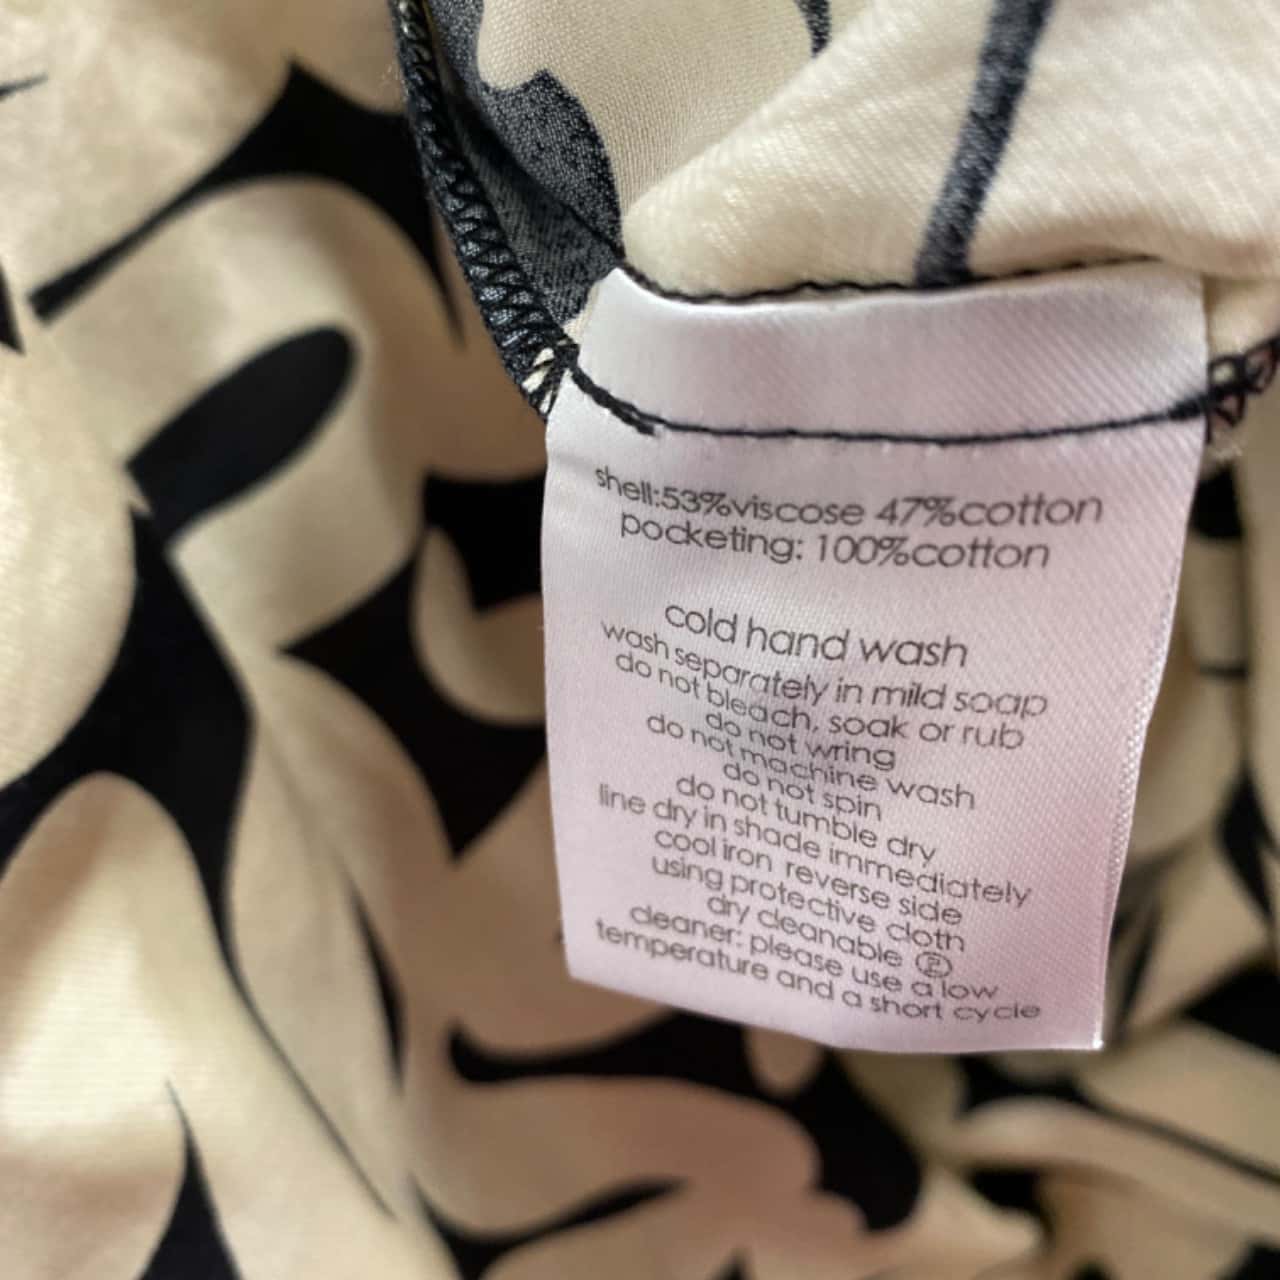 shell:53%viscose 47%cotton
pocketing: 100%cotton
cold hand wash
wash separately in mild soap
do not bleach, soak or rub
do not wring
do not machine wash
do not spin
do not tumble dry
line dry in shade immediately
cool iron reverse side
using protective cloth
dry cleanable Ⓟ
cleaner: please use a low
temperature and a short cycle